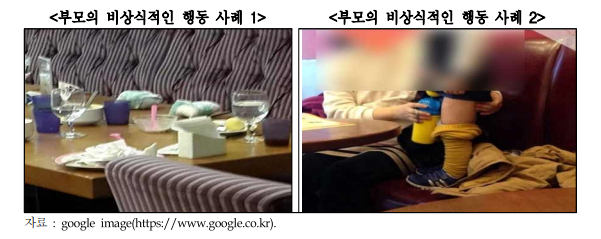 <부모의 비상식적인 행동 사례 1> <부모의 비상식적인 행동 사례 2>
자료 : google image(https://www.google.co.kr).